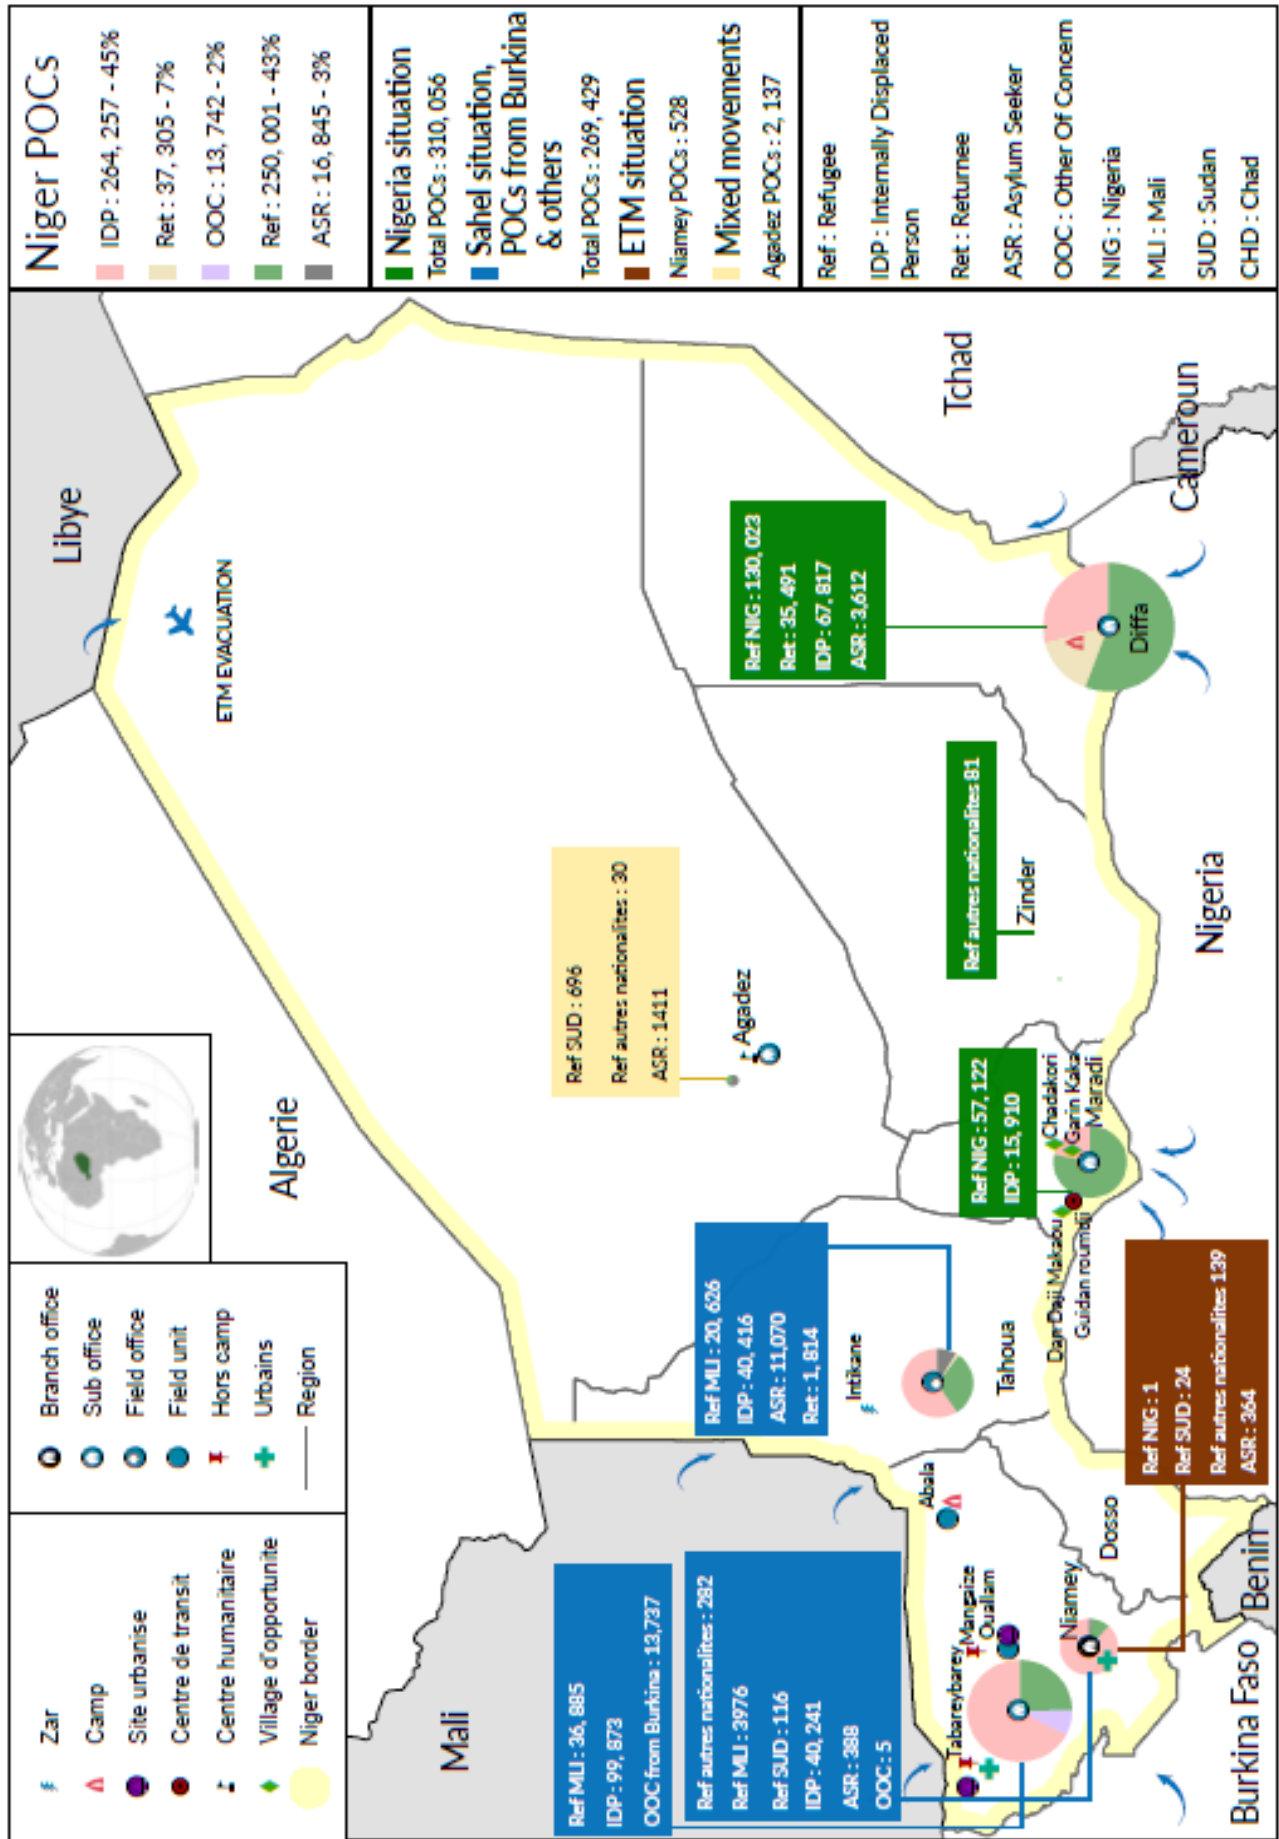 Zar
Camp
Site urbanise
Centre de transit
Centre humanitaire
Village d'opportunite
Niger border
Branch office
Sub office
Field office
Field unit
Hors camp
Urbains
Region
Niger POCs
IDP : 264, 257 - 45%
Ret : 37, 305 - 7%
OOC : 13, 742 - 2%
Ref : 250, 001 - 43%
ASR : 16, 845 - 3%
Nigeria situation
Total POCs : 310, 056
Sahel situation,
POCs from Burkina
& others
Total POCs : 269, 429
ETM situation
Niamey POCs : 528
Mixed movements
Agadez POCs : 2, 137
Ref : Refugee
IDP : Internally Displaced
Person
Ret : Returnee
ASR : Asylum Seeker
OOC : Other Of Concern
NIG : Nigeria
MLI : Mali
SUD : Sudan
CHD : Chad
Algerie
Libye
ETM EVACUATION
Mali
Tchad
Cameroun
Nigeria
Benin
Burkina Faso
Ref SUD : 696
Ref autres nationalites : 30
ASR : 1411
Agadez
Ref NIG : 130, 023
Ret : 35, 491
IDP : 67, 817
ASR : 3,612
Diffa
Ref autres nationalites 81
Zinder
Ref NIG : 57, 122
IDP : 15, 910
Chadakori
Garin Kaka
Maradi
Dan Daji Makaou
Guidan roumdji
Ref MLI : 20, 626
IDP : 40, 416
ASR : 11,070
Ret : 1, 814
Intikane
Tahoua
Ref MLI : 36, 885
IDP : 99, 873
OOC from Burkina : 13,737
Ref autres nationalites : 282
Ref MLI : 3976
Ref SUD : 116
IDP : 40,241
ASR : 388
OOC : 5
Abala
Tabareybarey
Mangaize
Ouallam
Niamey
Dosso
Ref NIG : 1
Ref SUD : 24
Ref autres nationalites 139
ASR : 364